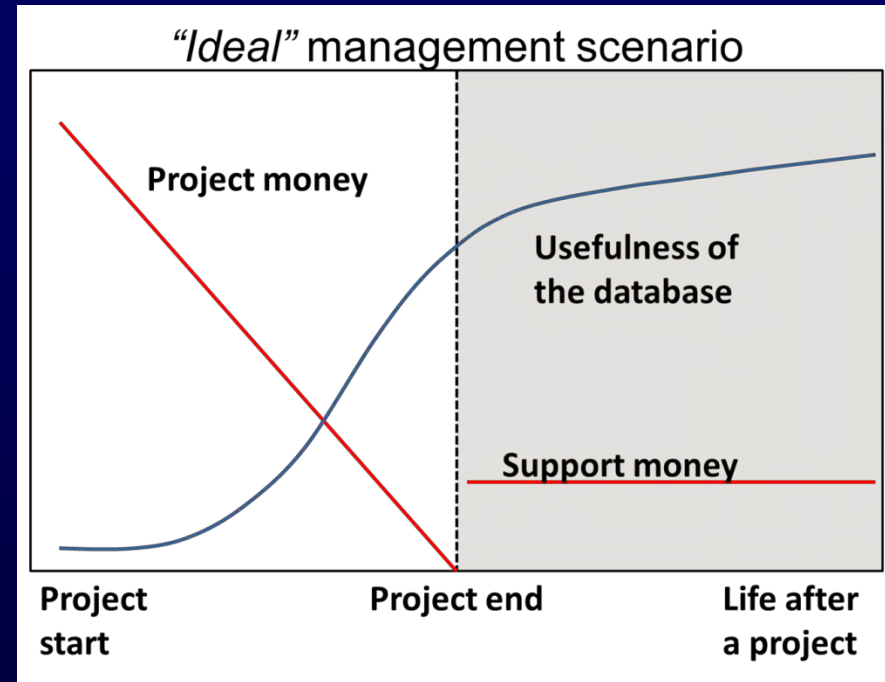 “Ideal” management scenario
Project money
Usefulness of
the database
Support money
Project
start
Project end
Life after
a project